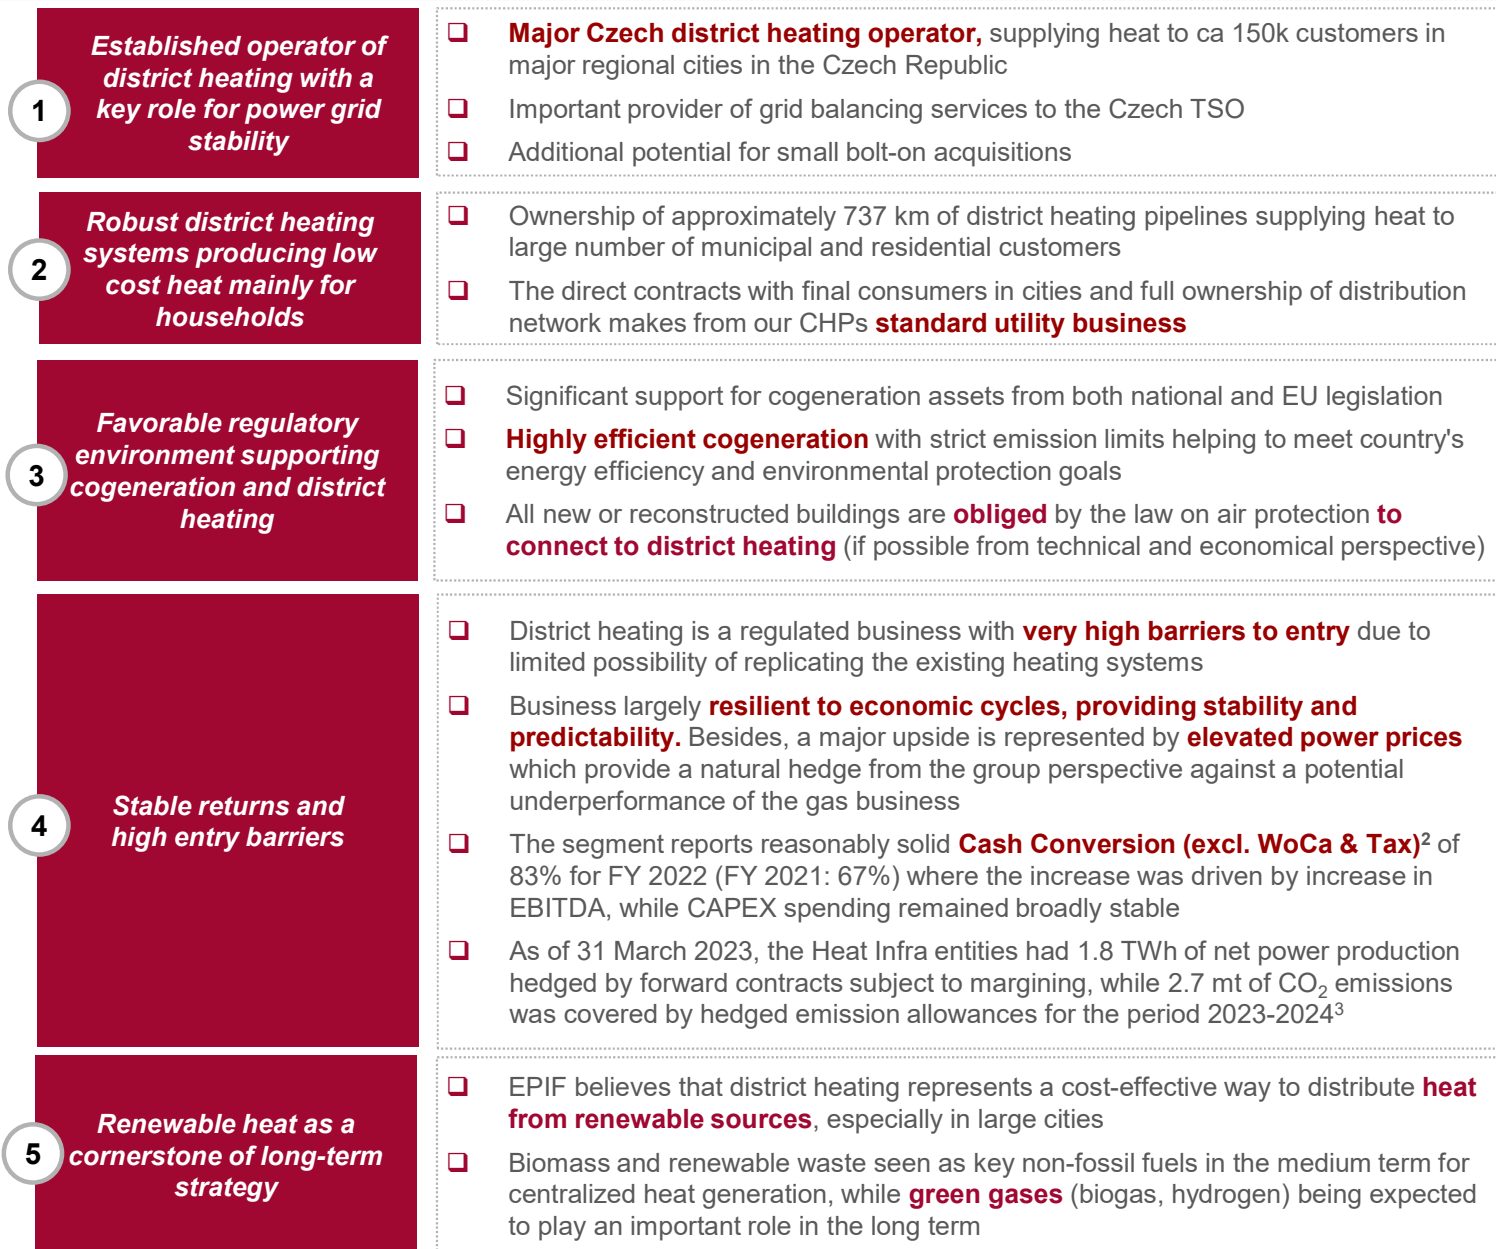 1
Established operator of
district heating with a
key role for power grid
stability
❑ Major Czech district heating operator, supplying heat to ca 150k customers in
major regional cities in the Czech Republic
❑ Important provider of grid balancing services to the Czech TSO
❑ Additional potential for small bolt-on acquisitions
2
Robust district heating
systems producing low
cost heat mainly for
households
❑ Ownership of approximately 737 km of district heating pipelines supplying heat to
large number of municipal and residential customers
❑ The direct contracts with final consumers in cities and full ownership of distribution
network makes from our CHPs standard utility business
3
Favorable regulatory
environment supporting
cogeneration and district
heating
❑ Significant support for cogeneration assets from both national and EU legislation
❑ Highly efficient cogeneration with strict emission limits helping to meet country's
energy efficiency and environmental protection goals
❑ All new or reconstructed buildings are obliged by the law on air protection to
connect to district heating (if possible from technical and economical perspective)
4
Stable returns and
high entry barriers
❑ District heating is a regulated business with very high barriers to entry due to
limited possibility of replicating the existing heating systems
❑ Business largely resilient to economic cycles, providing stability and
predictability. Besides, a major upside is represented by elevated power prices
which provide a natural hedge from the group perspective against a potential
underperformance of the gas business
❑ The segment reports reasonably solid Cash Conversion (excl. WoCa & Tax)² of
83% for FY 2022 (FY 2021: 67%) where the increase was driven by increase in
EBITDA, while CAPEX spending remained broadly stable
❑ As of 31 March 2023, the Heat Infra entities had 1.8 TWh of net power production
hedged by forward contracts subject to margining, while 2.7 mt of CO₂ emissions
was covered by hedged emission allowances for the period 2023-2024³
5
Renewable heat as a
cornerstone of long-term
strategy
❑ EPIF believes that district heating represents a cost-effective way to distribute heat
from renewable sources, especially in large cities
❑ Biomass and renewable waste seen as key non-fossil fuels in the medium term for
centralized heat generation, while green gases (biogas, hydrogen) being expected
to play an important role in the long term